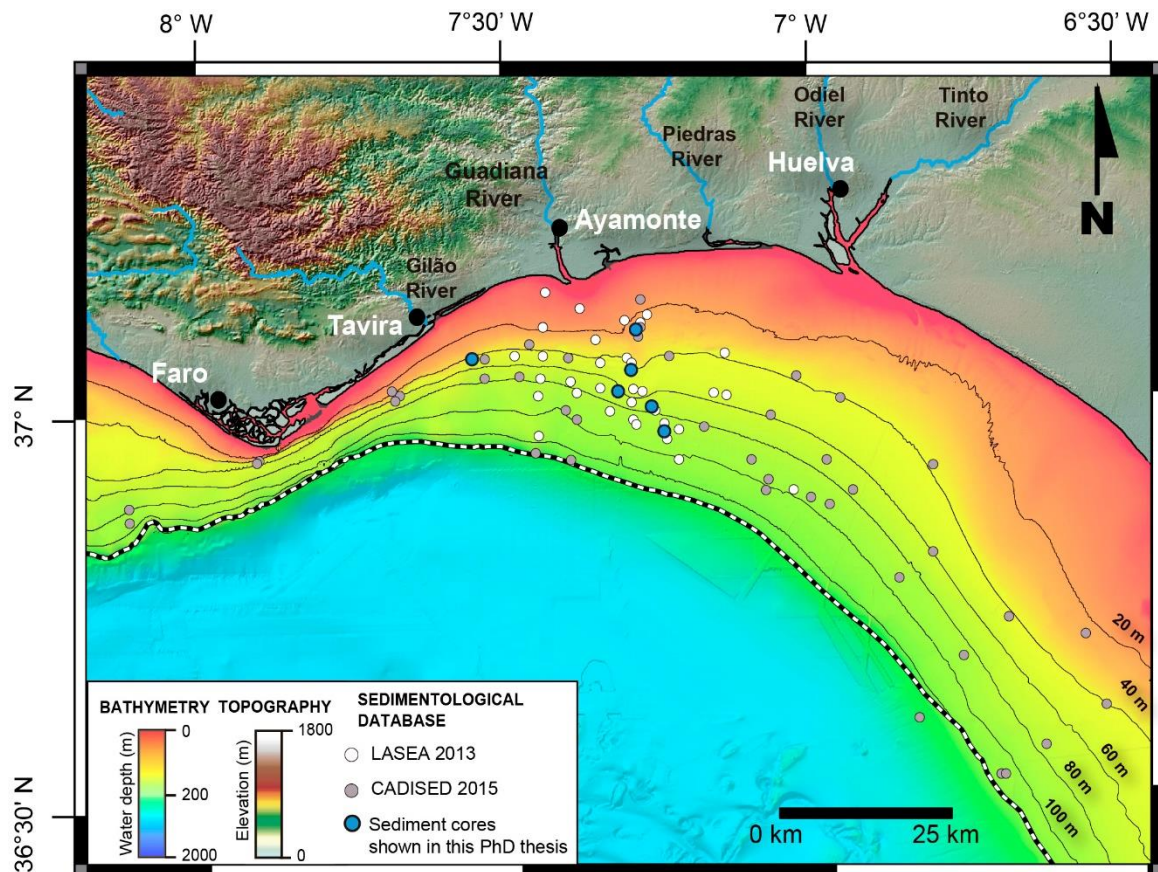 8° W
7°30' W
7° W
6°30' W
37° N
36°30' N
Odiel
River
Tinto
River
Piedras
River
Huelva
Guadiana
River
Ayamonte
N
Gilão
River
Tavira
Faro
20 m
40 m
60 m
80 m
100 m
BATHYMETRY
Water depth (m)
0
200
2000
TOPOGRAPHY
Elevation (m)
1800
0
SEDIMENTOLOGICAL
DATABASE
LASEA 2013
CADISED 2015
Sediment cores
shown in this PhD thesis
0 km
25 km